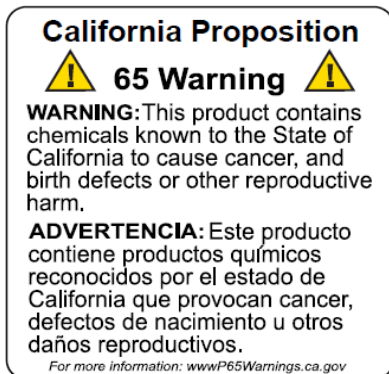 California Proposition
65 Warning
WARNING: This product contains
chemicals known to the State of
California to cause cancer, and
birth defects or other reproductive
harm.
ADVERTENCIA: Este producto
contiene productos químicos
reconocidos por el estado de
California que provocan cancer,
defectos de nacimiento u otros
daños reproductivos.
For more information: wwwP65Warnings.ca.gov